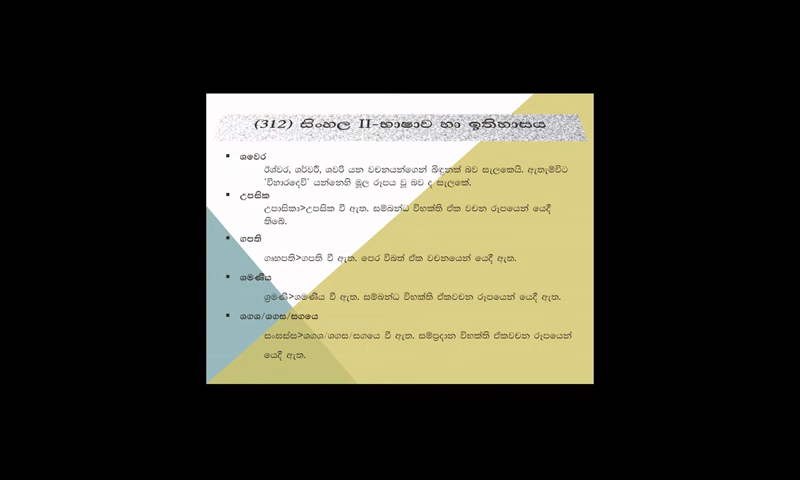 (312) සිංහල II-භාෂාව හා ඉතිහාසය
ශවෙර
ඊශ්වර, ශර්වරී, ශවරී යන වචනයන්ගෙන් බිඳුනක් බව සැලකෙයි. ඇතැම්විට
'විහාරදෙවි' යන්නෙහි මූල රූපය වූ බව ද සැලකේ.
උපසික
උපාසිකා>උපසික වී ඇත. සම්බන්ධ විභක්ති ඒක වචන රූපයෙන් යෙදී
තිබේ.
ගපති
ගෘහපති>ගපති වී ඇත. පෙර විබත් ඒක වචනයෙන් යෙදී ඇත.
ශමණිය
ශ්‍රමණි>ශමණිය වී ඇත. සම්බන්ධ විභක්ති ඒකවචන රූපයෙන් යෙදී ඇත.
ශගශ/ශගස/සගයෙ
සංඝස්ස>ශගශ/ශගස/සගයෙ වී ඇත. සම්ප්‍රදාන විභක්ති ඒකවචන රූපයෙන්
යෙදී ඇත.